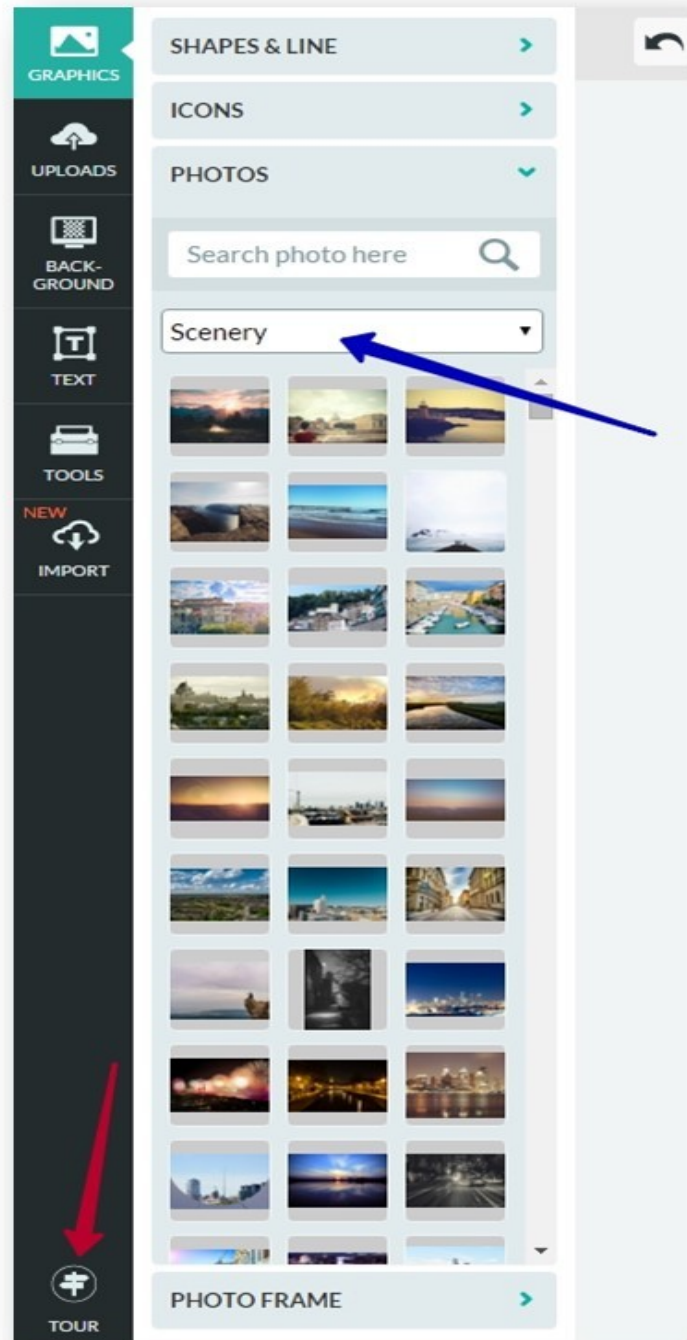 GRAPHICS
UPLOADS
BACK-
GROUND
TEXT
TOOLS
NEW
IMPORT
TOUR
SHAPES & LINE
ICONS
PHOTOS
Search photo here
Scenery
PHOTO FRAME